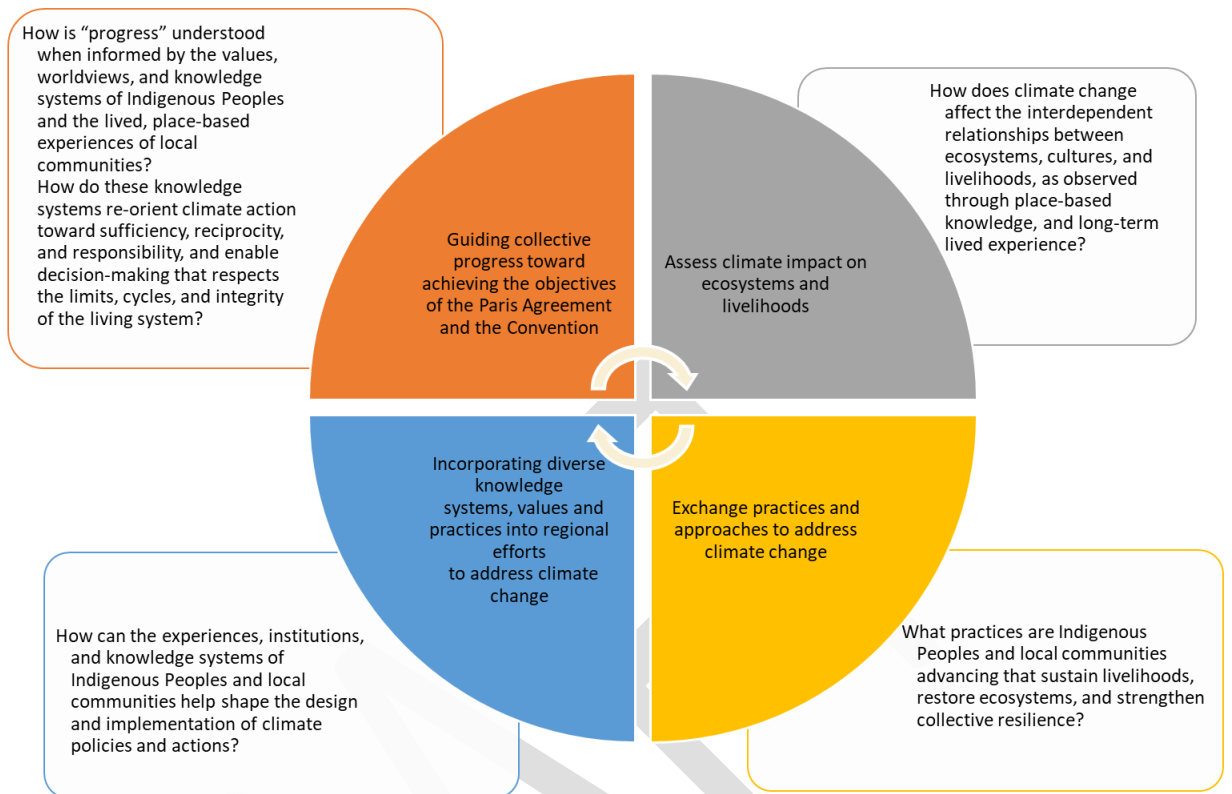 How is “progress” understood
when informed by the values,
worldviews, and knowledge
systems of Indigenous Peoples
and the lived, place-based
experiences of local
communities?
How do these knowledge
systems re-orient climate action
toward sufficiency, reciprocity,
and responsibility, and enable
decision-making that respects
the limits, cycles, and integrity
of the living system?
How does climate change
affect the interdependent
relationships between
ecosystems, cultures, and
livelihoods, as observed
through place-based
knowledge, and long-term
lived experience?
Guiding collective
progress toward
achieving the objectives
of the Paris Agreement
and the Convention
Assess climate impact on
ecosystems and
livelihoods
Incorporating diverse
knowledge
systems, values and
practices into regional
efforts
to address climate
change
Exchange practices and
approaches to address
climate change
How can the experiences, institutions,
and knowledge systems of
Indigenous Peoples and local
communities help shape the design
and implementation of climate
policies and actions?
What practices are Indigenous
Peoples and local communities
advancing that sustain livelihoods,
restore ecosystems, and strengthen
collective resilience?